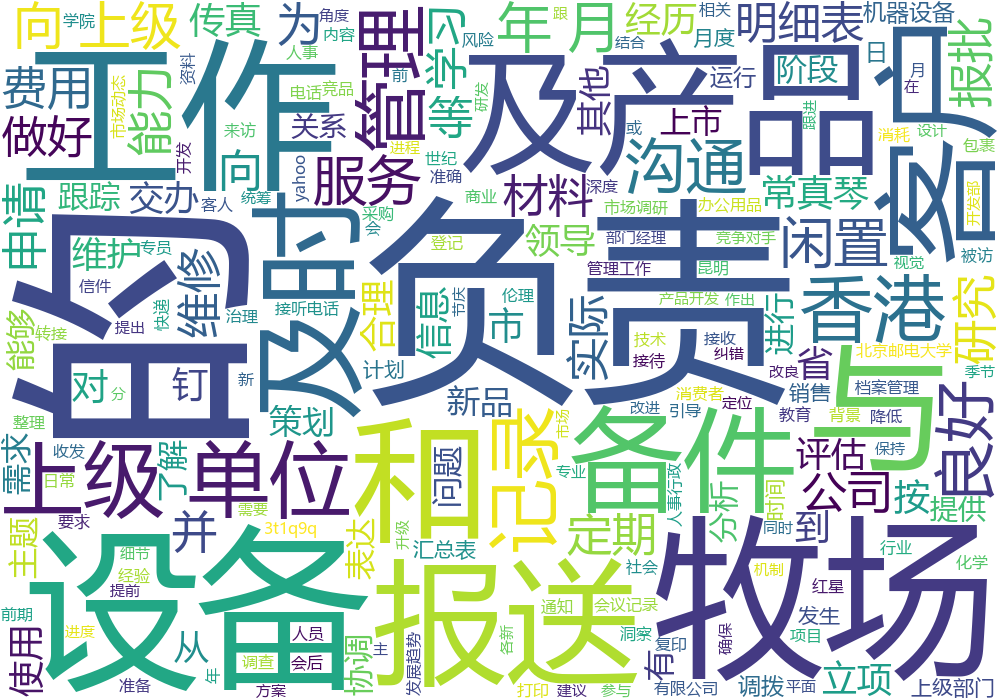 学院
传真
为
角度
内容
跟
相关
机器设备
向上级
人事
学习
风险
结合
年
月
经历
月度
明细表
日
月
在
报批
工作
管理
及
产品
客户
资料
前
其他
研发
运行
阶段
跟进
消耗
设计
包裹
费用
市场动态
能力
电话
竞品
等
或
上市
做好
来访
关系
开发
进程
世纪
准确
沟通
向
yahoo
服务
材料
深度
常真琴
申请
跟踪
交办
客人
统筹
采购
会
商业
市场调研
办公用品
开发部
的
及时
负责
登记
领导
部门经理
竞争对手
闲置
被访
维护
专员
维修
接听电话
管理工作
昆明
视觉
信件
快递
治理
合理
信息
节庆
伦理
市
实际
产品开发
作出
进行
香港
研究
能够
转接
提出
与
对
分
钉
新
计划
新品
技术
接收
接待
纠错
改良
省
北京邮电大学
季节
策划
消费者
定位
销售
档案管理
整理
改进
引导
教育
背景
降低
良好
需求
收发
上级
单位
和
问题
记录
市场
备件
评估
保持
日常
了解
专业
人事行政
分析
时间
公司
按
提供
主题
要求
并
需要
3t1q9q
表达
升级
定期
同时
到
行业
设备
细节
经验
提前
汇总表
报送
社会
牧场
机制
红星
化学
前期
通知
会议记录
发生
进度
人员
协调
发展趋势
各新
洞察
复印
确保
项目
使用
从
调查
会后
主
有
立项
准备
年
方案
打印
建议
参与
有限公司
调拨
平面
上级部门